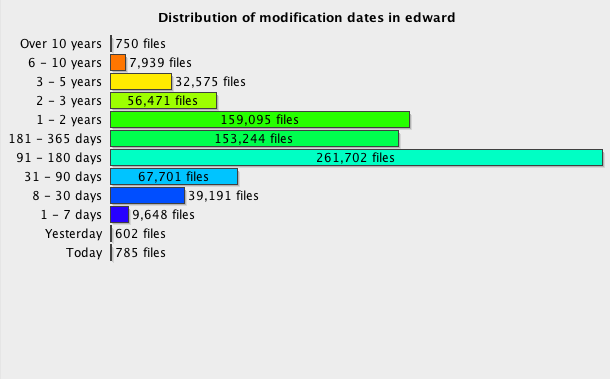 Distribution of modification dates in edward
Over 10 years 750 files
6 – 10 years 7,939 files
3 – 5 years 32,575 files
2 – 3 years 56,471 files
1 – 2 years 159,095 files
181 – 365 days 153,244 files
91 – 180 days 261,702 files
31 – 90 days 67,701 files
8 – 30 days 39,191 files
1 – 7 days 9,648 files
Yesterday 602 files
Today 785 files